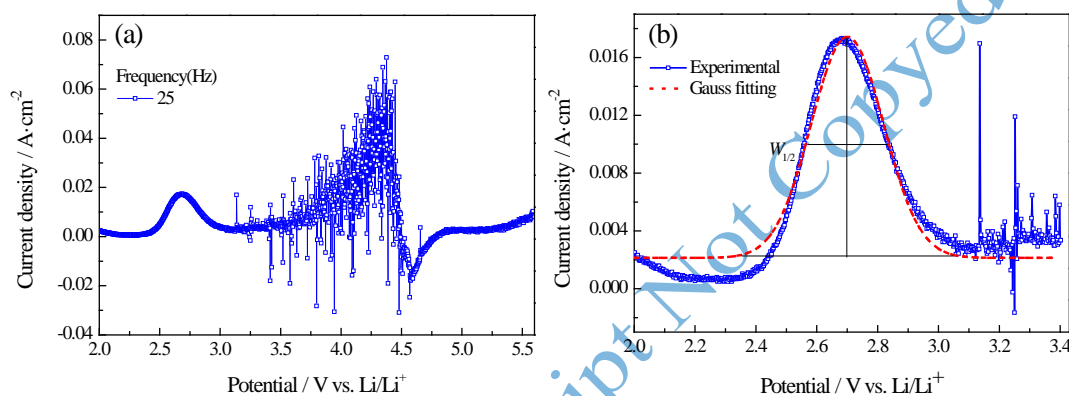 (a)
Frequency(Hz)
25
0.08
0.06
0.04
0.02
0.00
-0.02
-0.04
Current density / A·cm⁻²
2.0 2.5 3.0 3.5 4.0 4.5 5.0 5.5
Potential / V vs. Li/Li⁺
(b)
Experimental
Gauss fitting
W1/2
0.016
0.012
0.008
0.004
0.000
Current density / A·cm⁻²
2.0 2.2 2.4 2.6 2.8 3.0 3.2 3.4
Potential / V vs. Li/Li⁺
ipt Not Copyed